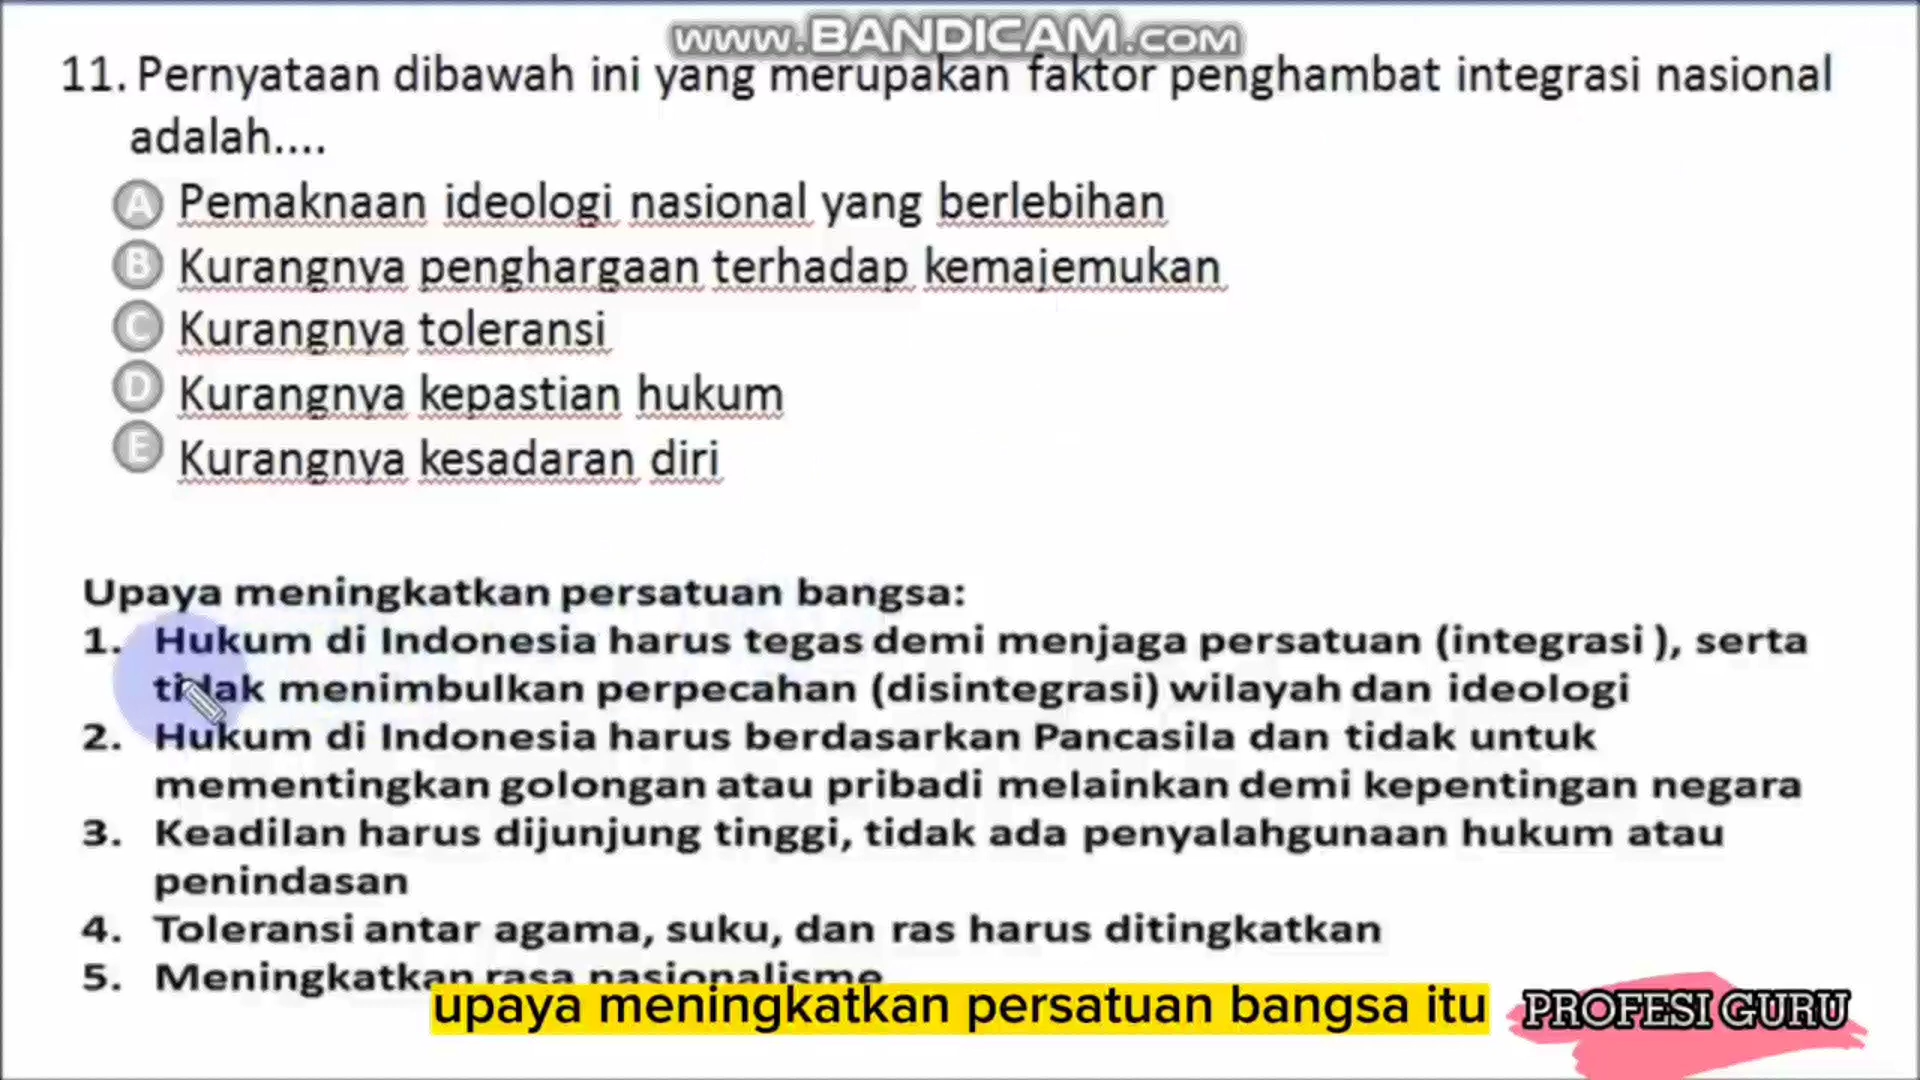 www.BANDICAM.com
11. Pernyataan dibawah ini yang merupakan faktor penghambat integrasi nasional
adalah....
A Pemaknaan ideologi nasional yang berlebihan
B Kurangnya penghargaan terhadap kemajemukan
C Kurangnya toleransi
D Kurangnya kepastian hukum
E Kurangnya kesadaran diri
Upaya meningkatkan persatuan bangsa:
1. Hukum di Indonesia harus tegas demi menjaga persatuan (integrasi ), serta
tidak menimbulkan perpecahan (disintegrasi) wilayah dan ideologi
2. Hukum di Indonesia harus berdasarkan Pancasila dan tidak untuk
mementingkan golongan atau pribadi melainkan demi kepentingan negara
3. Keadilan harus dijunjung tinggi, tidak ada penyalahgunaan hukum atau
penindasan
4. Toleransi antar agama, suku, dan ras harus ditingkatkan
5. Meningkatkan rasa nasionalisme
upaya meningkatkan persatuan bangsa itu
PROFESI GURU